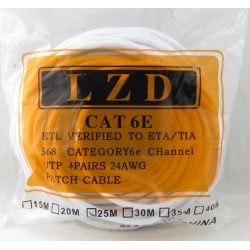 LZD
CAT 6E
ETL VERIFIED TO ETA/TIA
568 CATEGORY6e CHannel
UTP 4PAIRS 24AWG
PATCH CABLE
15M 20M 25M 30M 35M 40M
CHINA